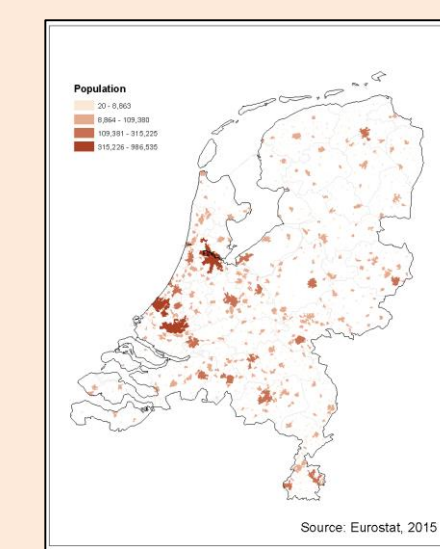 Population
20 - 8,863
8,864 - 109,380
109,381 - 315,225
315,226 - 986,535
Source: Eurostat, 2015